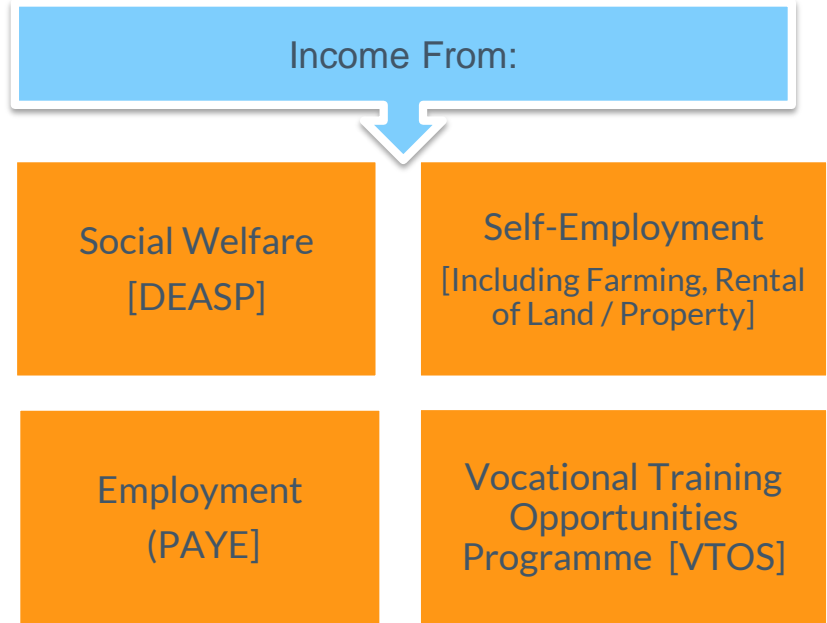 Income From:
Social Welfare
[DEASP]
Self-Employment
[Including Farming, Rental
of Land / Property]
Employment
(PAYE]
Vocational Training
Opportunities
Programme [VTOS]